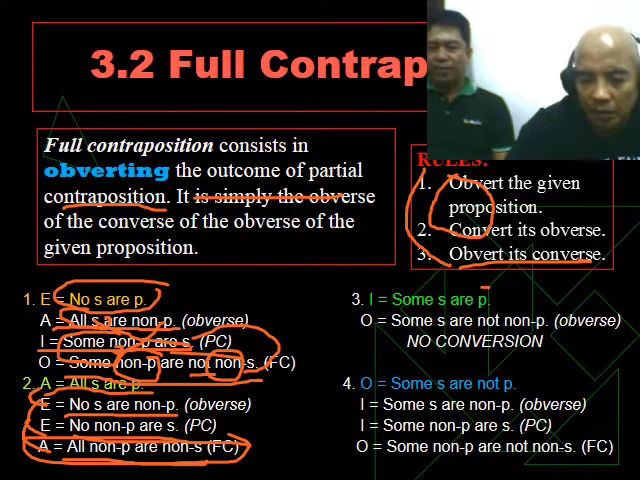 3.2 Full Contrap
Full contraposition consists in
obverting the outcome of partial
contraposition. It is simply the obverse
of the converse of the obverse of the
given proposition.
RULES:
1. Obvert the given
proposition.
2. Convert its obverse.
3. Obvert its converse.
1. E = No s are p.
A = All s are non-p. (obverse)
I = Some non-p are s. (PC)
O = Some non-p are not non-s. (FC)
2. A = All s are p.
E = No s are non-p. (obverse)
E = No non-p are s. (PC)
A = All non-p are non-s (FC)
3. I = Some s are p.
O = Some s are not non-p. (obverse)
NO CONVERSION
4. O = Some s are not p.
I = Some s are non-p. (obverse)
I = Some non-p are s. (PC)
O = Some non-p are not non-s. (FC)